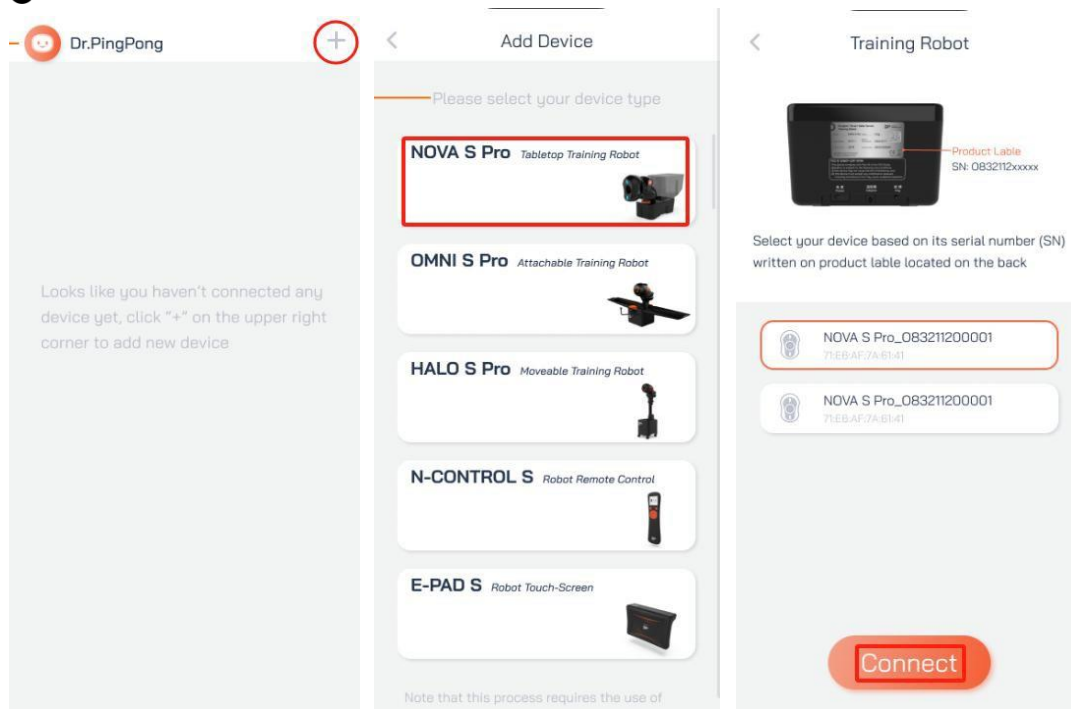 Dr.PingPong
Looks like you haven't connected any
device yet, click "+" on the upper right
corner to add new device
Add Device
Please select your device type
NOVA S Pro Tabletop Training Robot
OMNI S Pro Attachable Training Robot
HALO S Pro Moveable Training Robot
N-CONTROL S Robot Remote Control
E-PAD S Robot Touch-Screen
Note that this process requires the use of
Training Robot
Product Lable
SN: 0832112xxxxx
Select your device based on its serial number (SN)
written on product lable located on the back
NOVA S Pro_083211200001
71:EB:AF:7A:61:41
NOVA S Pro_083211200001
71:EB:AF:7A:61:41
Connect